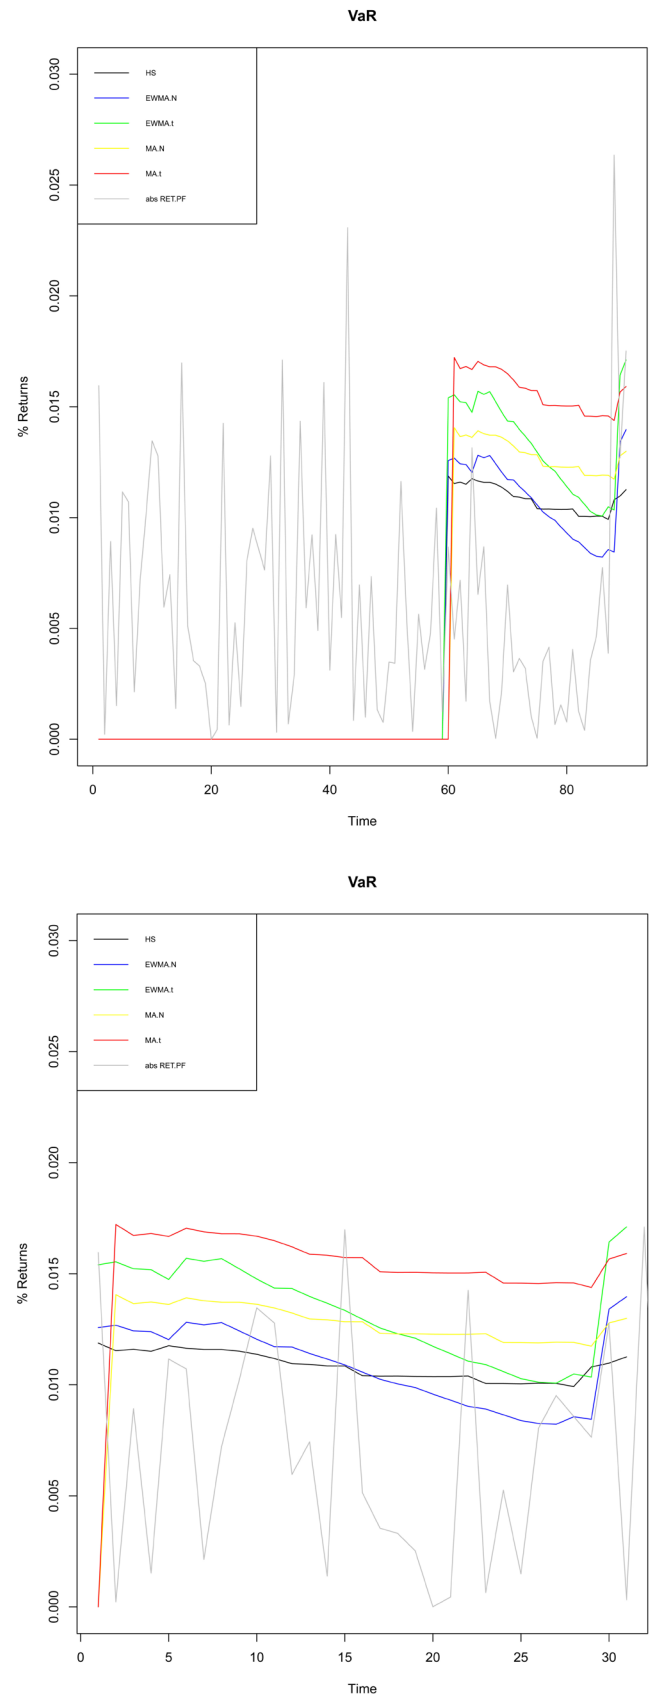 VaR
% Returns
0.030
0.025
0.020
0.015
0.010
0.005
0.000
HS
EWMA.N
EWMA.t
MA.N
MA.t
abs RET.PF
0 20 40 60 80
Time
VaR
% Returns
0.030
0.025
0.020
0.015
0.010
0.005
0.000
HS
EWMA.N
EWMA.t
MA.N
MA.t
abs RET.PF
0 5 10 15 20 25 30
Time